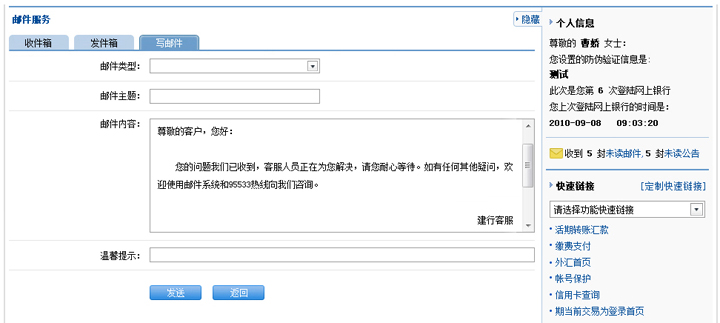 邮件服务
隐藏
收件箱 发件箱 写邮件
邮件类型:
邮件主题:
邮件内容:
尊敬的客户，您好:
您的问题我们已收到，客服人员正在为您解决，请您耐心等待。如有任何其他疑问，欢
迎使用邮件系统和95533热线向我们咨询。
建行客服
温馨提示:
发送 返回
个人信息
尊敬的 曹娇 女士:
您设置的防伪验证信息是:
测试
此次是您第 6 次登陆网上银行
您上次登陆网上银行的时间是:
2010-09-08 09:03:20
收到 5 封未读邮件, 5 封未读公告
快速链接 [定制快速链接]
请选择功能快速链接
活期转账汇款
缴费支付
外汇首页
帐号保护
信用卡查询
期当前交易为登录首页